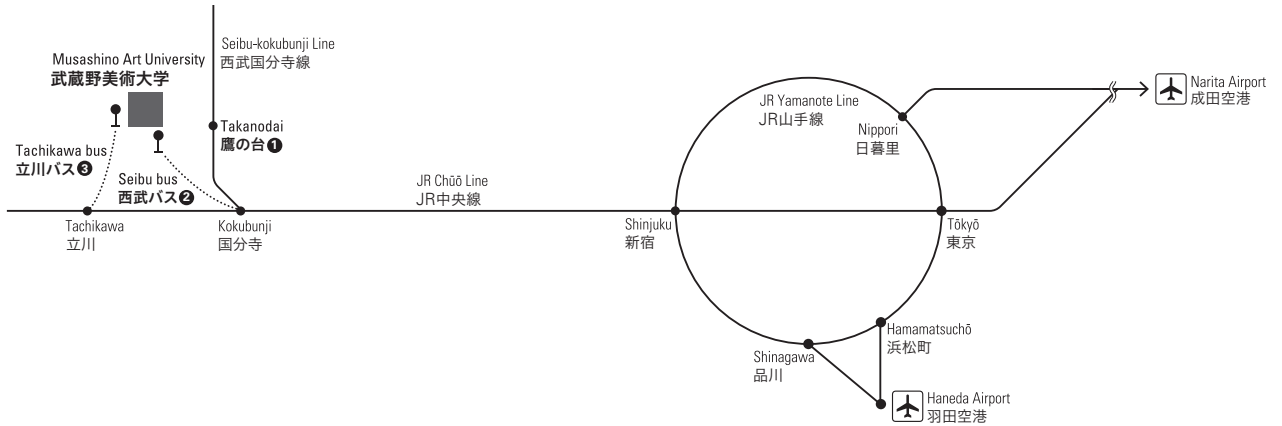 Seibu-kokubunji Line
西武国分寺線
Musashino Art University
武蔵野美術大学
Takanodai
鷹の台❶
Tachikawa bus
立川バス❸
Seibu bus
西武バス❷
Tachikawa
立川
Kokubunji
国分寺
JR Chūō Line
JR中央線
JR Yamanote Line
JR山手線
Nippori
日暮里
Narita Airport
成田空港
Shinjuku
新宿
Tōkyō
東京
Hamamatsuchō
浜松町
Shinagawa
品川
Haneda Airport
羽田空港